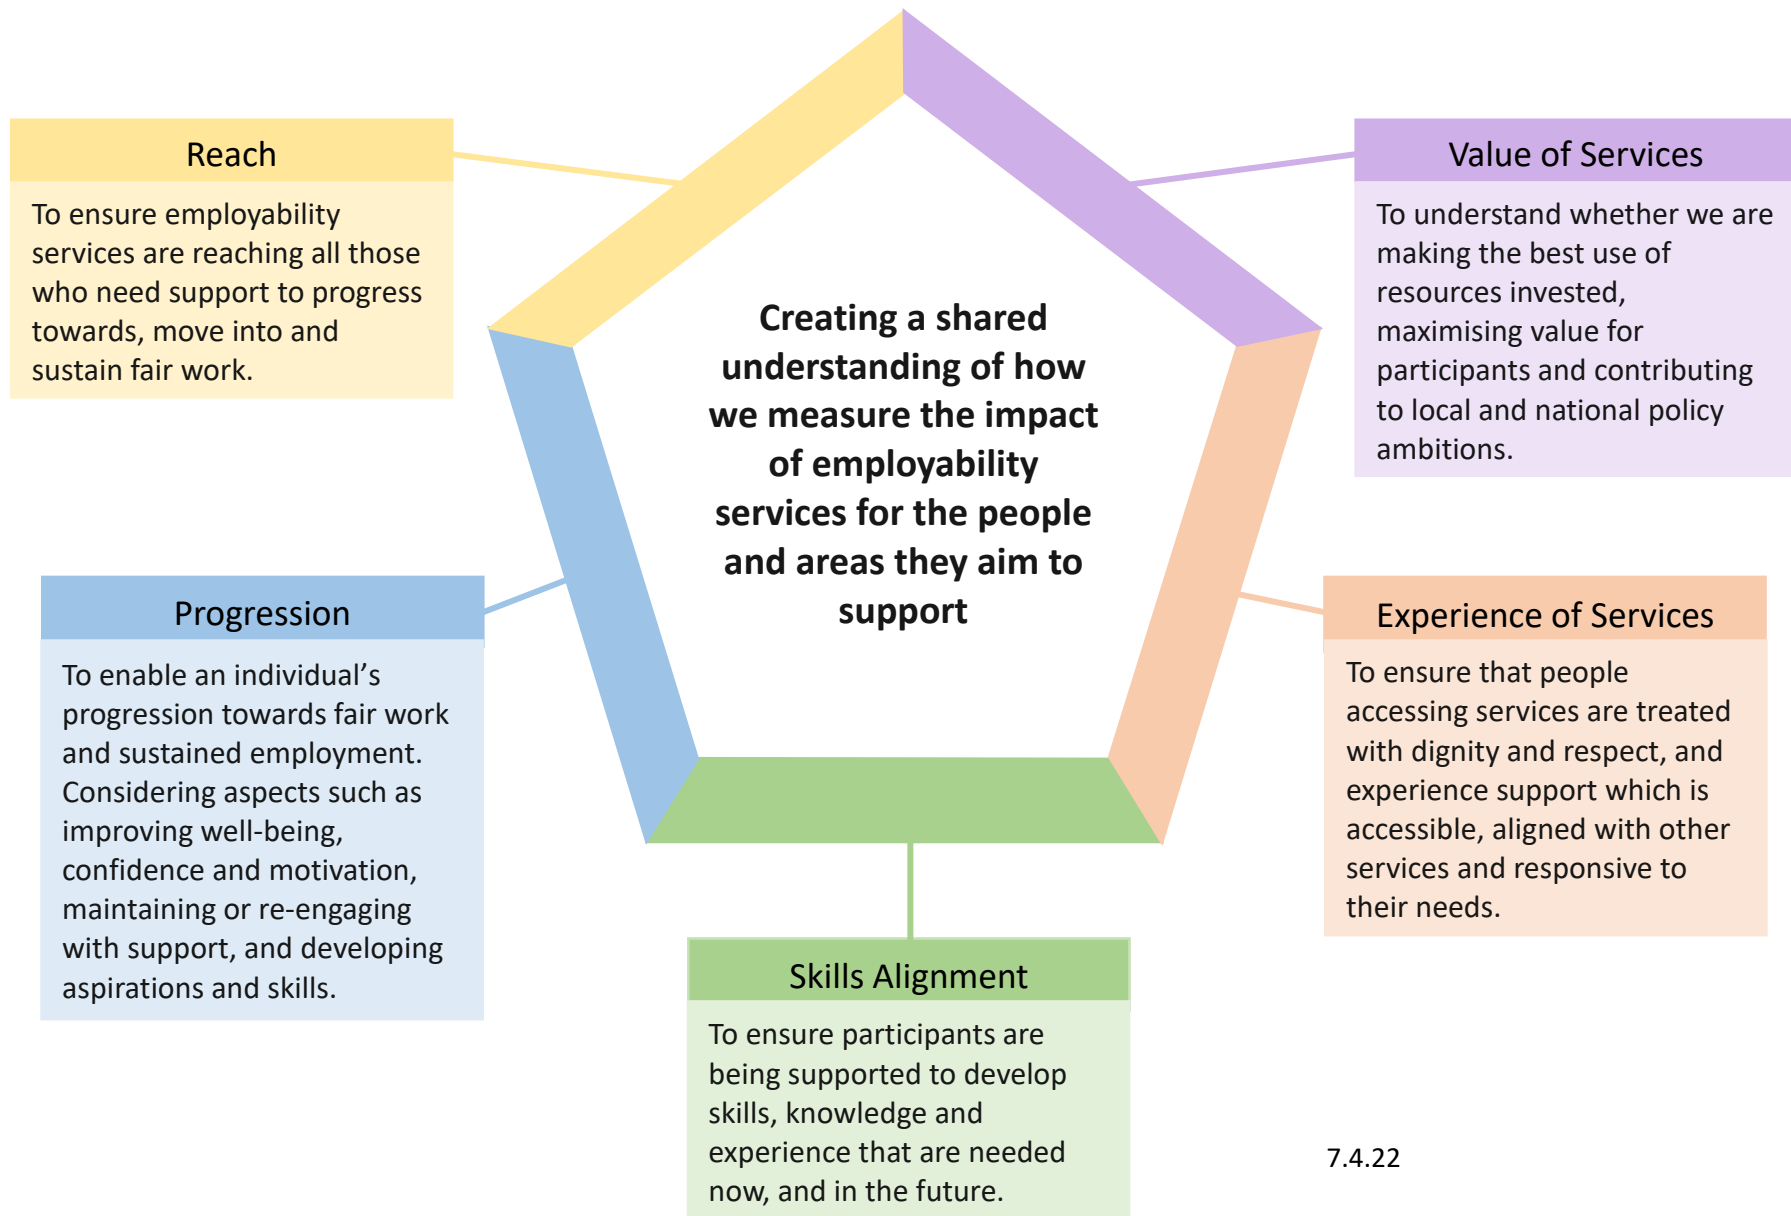 Reach
To ensure employability
services are reaching all those
who need support to progress
towards, move into and
sustain fair work.
Value of Services
To understand whether we are
making the best use of
resources invested,
maximising value for
participants and contributing
to local and national policy
ambitions.
Creating a shared
understanding of how
we measure the impact
of employability
services for the people
and areas they aim to
support
Progression
To enable an individual’s
progression towards fair work
and sustained employment.
Considering aspects such as
improving well-being,
confidence and motivation,
maintaining or re-engaging
with support, and developing
aspirations and skills.
Experience of Services
To ensure that people
accessing services are treated
with dignity and respect, and
experience support which is
accessible, aligned with other
services and responsive to
their needs.
Skills Alignment
To ensure participants are
being supported to develop
skills, knowledge and
experience that are needed
now, and in the future.
7.4.22